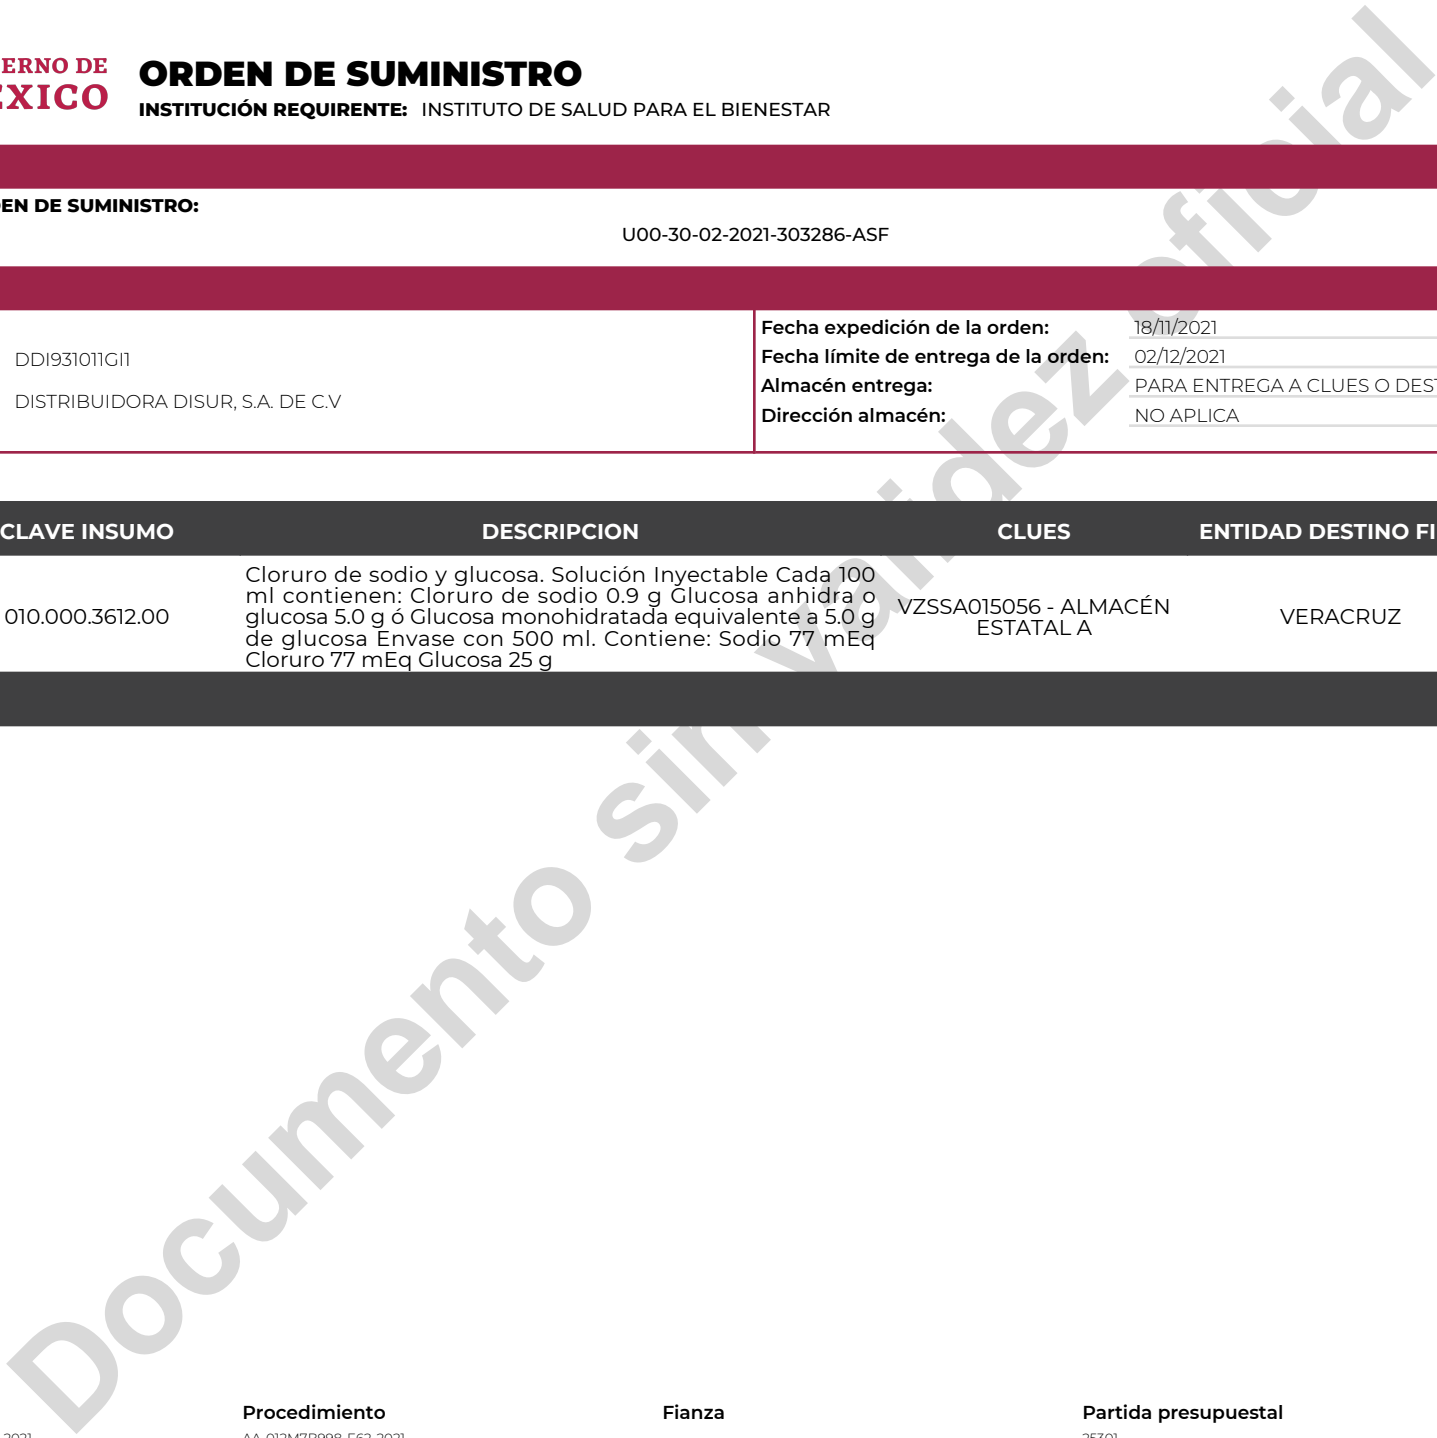 ERNO DE
EXICO
ORDEN DE SUMINISTRO
INSTITUCIÓN REQUIRENTE: INSTITUTO DE SALUD PARA EL BIENESTAR
EN DE SUMINISTRO:
U00-30-02-2021-303286-ASF
DDI931011GI1
DISTRIBUIDORA DISUR, S.A. DE C.V
Fecha expedición de la orden: 18/11/2021
Fecha límite de entrega de la orden: 02/12/2021
Almacén entrega: PARA ENTREGA A CLUES O DEST
Dirección almacén: NO APLICA
CLAVE INSUMO DESCRIPCION CLUES ENTIDAD DESTINO FI
010.000.3612.00
Cloruro de sodio y glucosa. Solución Inyectable Cada 100
ml contienen: Cloruro de sodio 0.9 g Glucosa anhidra o
glucosa 5.0 g ó Glucosa monohidratada equivalente a 5.0 g
de glucosa Envase con 500 ml. Contiene: Sodio 77 mEq
Cloruro 77 mEq Glucosa 25 g
VZSSA015056 - ALMACÉN
ESTATAL A
VERACRUZ
Documento sin validez oficial
Procedimiento Fianza Partida presupuestal